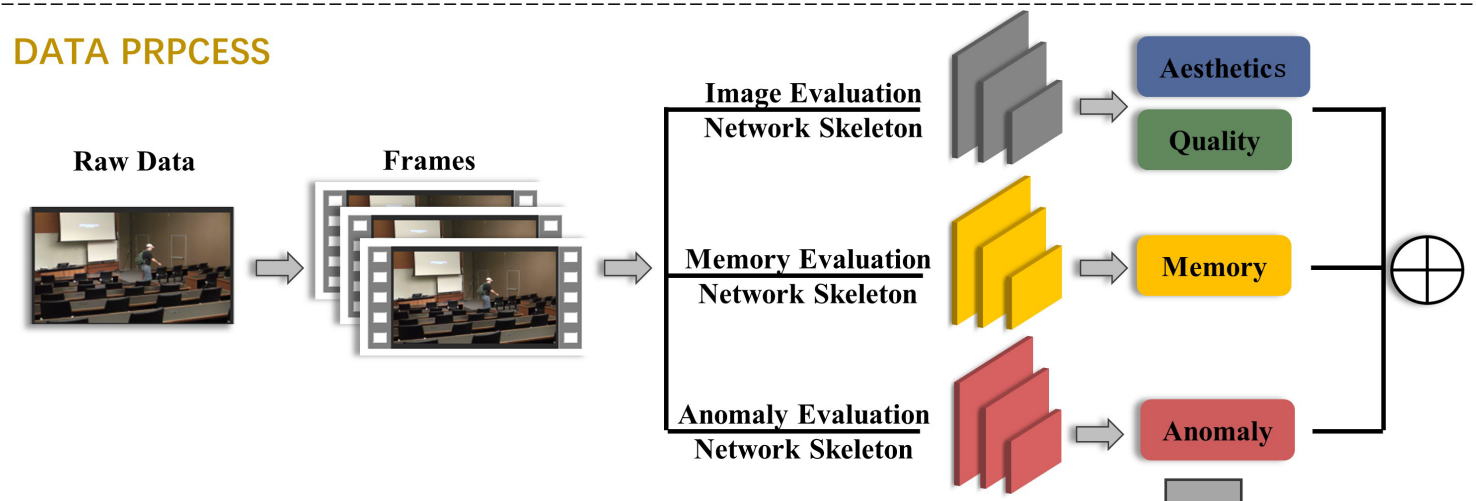 DATA PRPCESS
Raw Data
Frames
Image Evaluation
Network Skeleton
Memory Evaluation
Network Skeleton
Anomaly Evaluation
Network Skeleton
Aesthetics
Quality
Memory
Anomaly